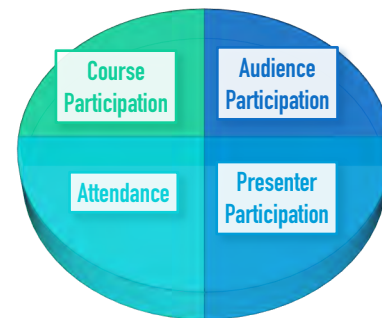 Course
Participation
Audience
Participation
Attendance
Presenter
Participation